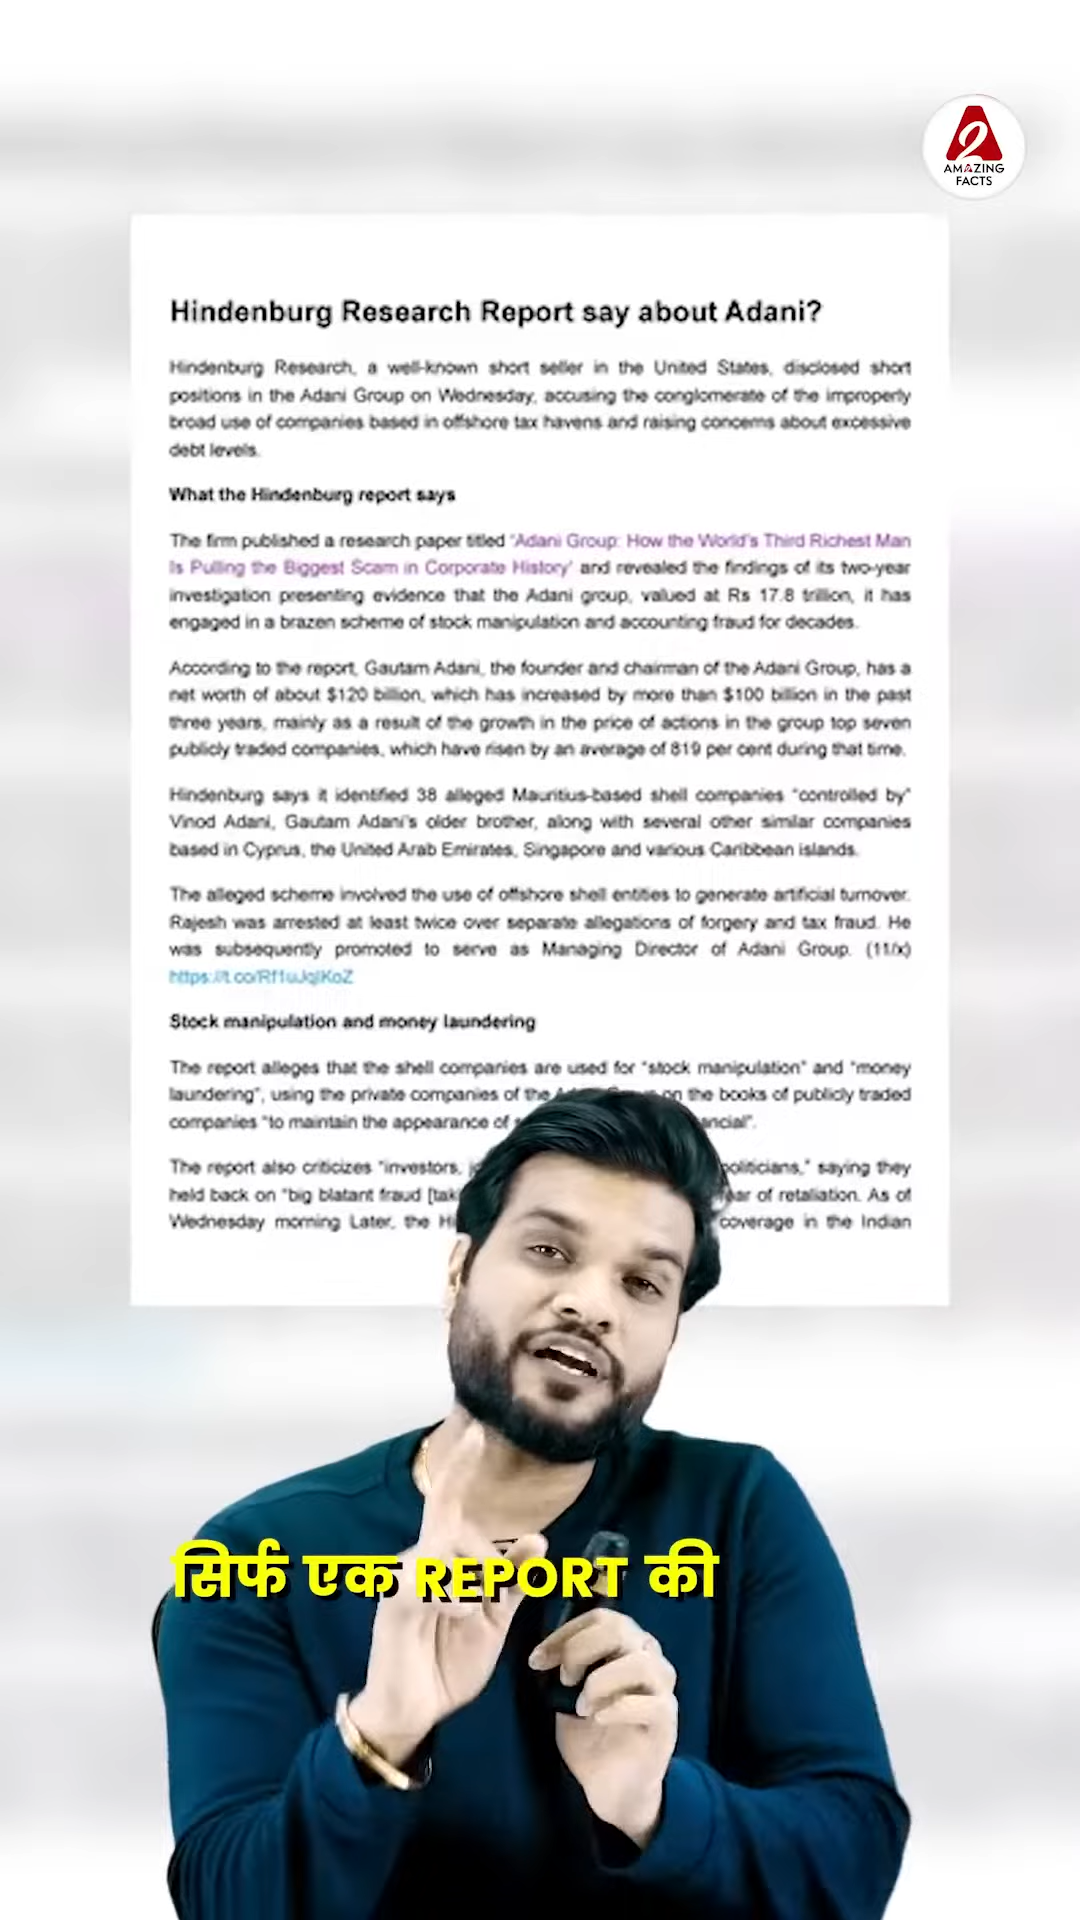 2
AMAZING
FACTS
Hindenburg Research Report say about Adani?
Hindenburg Research, a well-known short seller in the United States, disclosed short
positions in the Adani Group on Wednesday, accusing the conglomerate of the improperly
broad use of companies based in offshore tax havens and raising concerns about excessive
debt levels.
What the Hindenburg report says
The firm published a research paper titled 'Adani Group: How the World's Third Richest Man
Is Pulling the Biggest Scam in Corporate History' and revealed the findings of its two-year
investigation presenting evidence that the Adani group, valued at Rs 17.8 trillion, it has
engaged in a brazen scheme of stock manipulation and accounting fraud for decades.
According to the report, Gautam Adani, the founder and chairman of the Adani Group, has a
net worth of about $120 billion, which has increased by more than $100 billion in the past
three years, mainly as a result of the growth in the price of actions in the group top seven
publicly traded companies, which have risen by an average of 819 per cent during that time.
Hindenburg says it identified 38 alleged Mauritius-based shell companies "controlled by"
Vinod Adani, Gautam Adani's older brother, along with several other similar companies
based in Cyprus, the United Arab Emirates, Singapore and various Caribbean islands.
The alleged scheme involved the use of offshore shell entities to generate artificial turnover.
Rajesh was arrested at least twice over separate allegations of forgery and tax fraud. He
was subsequently promoted to serve as Managing Director of Adani Group. (11/x)
Stock manipulation and money laundering
The report alleges that the shell companies are used for "stock manipulation" and "money
laundering", using the private companies of the on the books of publicly traded
companies "to maintain the appearance of
The report also criticizes "investors, politicians," saying they
held back on "big blatant fraud of retaliation. As of
Wednesday morning Later, the coverage in the Indian
सिर्फ एक REPORT की